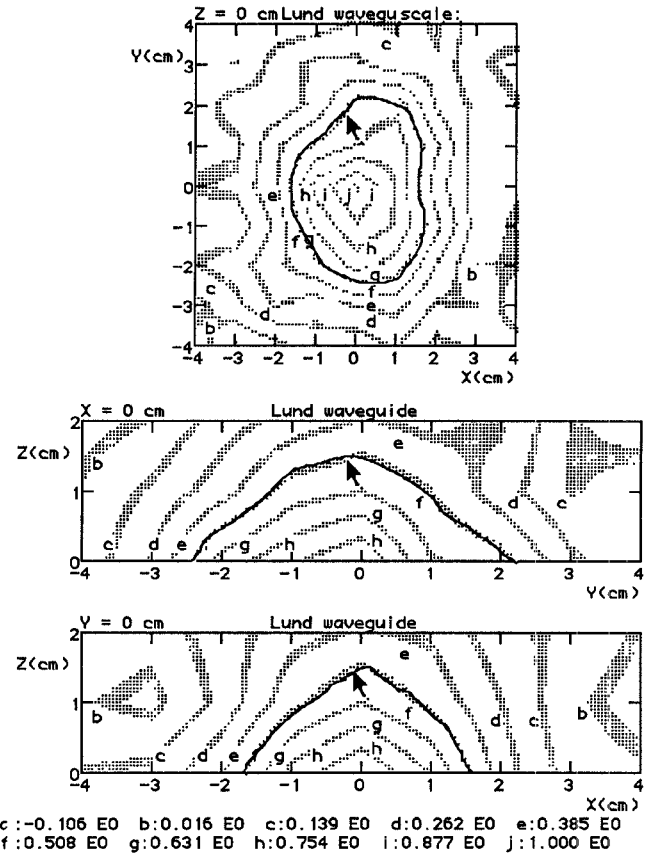 Z = 0 cm Lund waveguscale:
Y(cm)
4
3
2
1
0
-1
-2
-3
-4
c
e h i j i
f g
h
g
f
e
d
b
c
d
b
-4 -3 -2 -1 0 1 2 3 4
X(cm)
X = 0 cm Lund waveguide
2
Z(cm)
1
0
b
e
f
g
h
d
c
c d e g h
-4 -3 -2 -1 0 1 2 3 4
Y(cm)
Y = 0 cm Lund waveguide
2
Z(cm)
1
0
b
e
f
g
h
d c b
c d e g h
-4 -3 -2 -1 0 1 2 3 4
X(cm)
c:-0.106 E0 b:0.016 E0 c:0.139 E0 d:0.262 E0 e:0.385 E0
f:0.508 E0 g:0.631 E0 h:0.754 E0 i:0.877 E0 j:1.000 E0